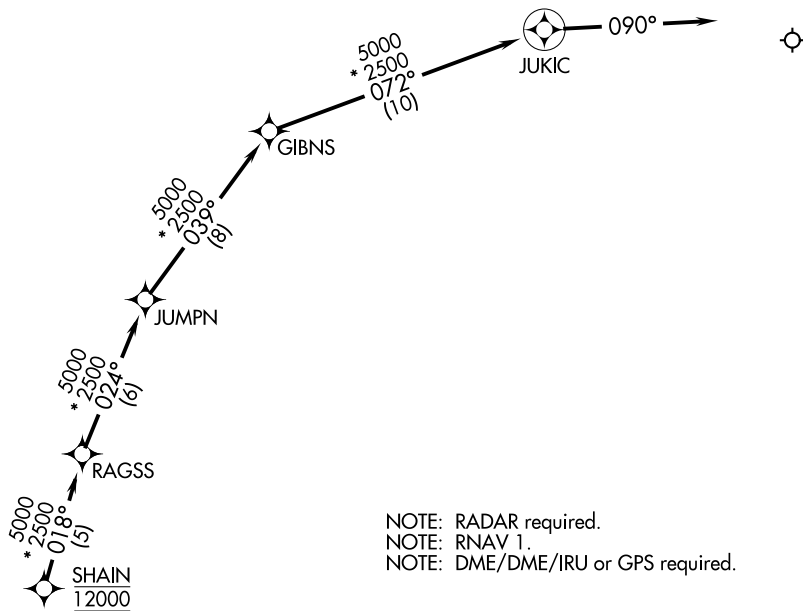 5000
* 2500
072°
(10)
JUKIC
090°
GIBNS
5000
* 2500
039°
(8)
JUMPN
5000
* 2500
024°
(6)
RAGSS
5000
* 2500
018°
(5)
SHAIN
12000
NOTE: RADAR required.
NOTE: RNAV 1.
NOTE: DME/DME/IRU or GPS required.